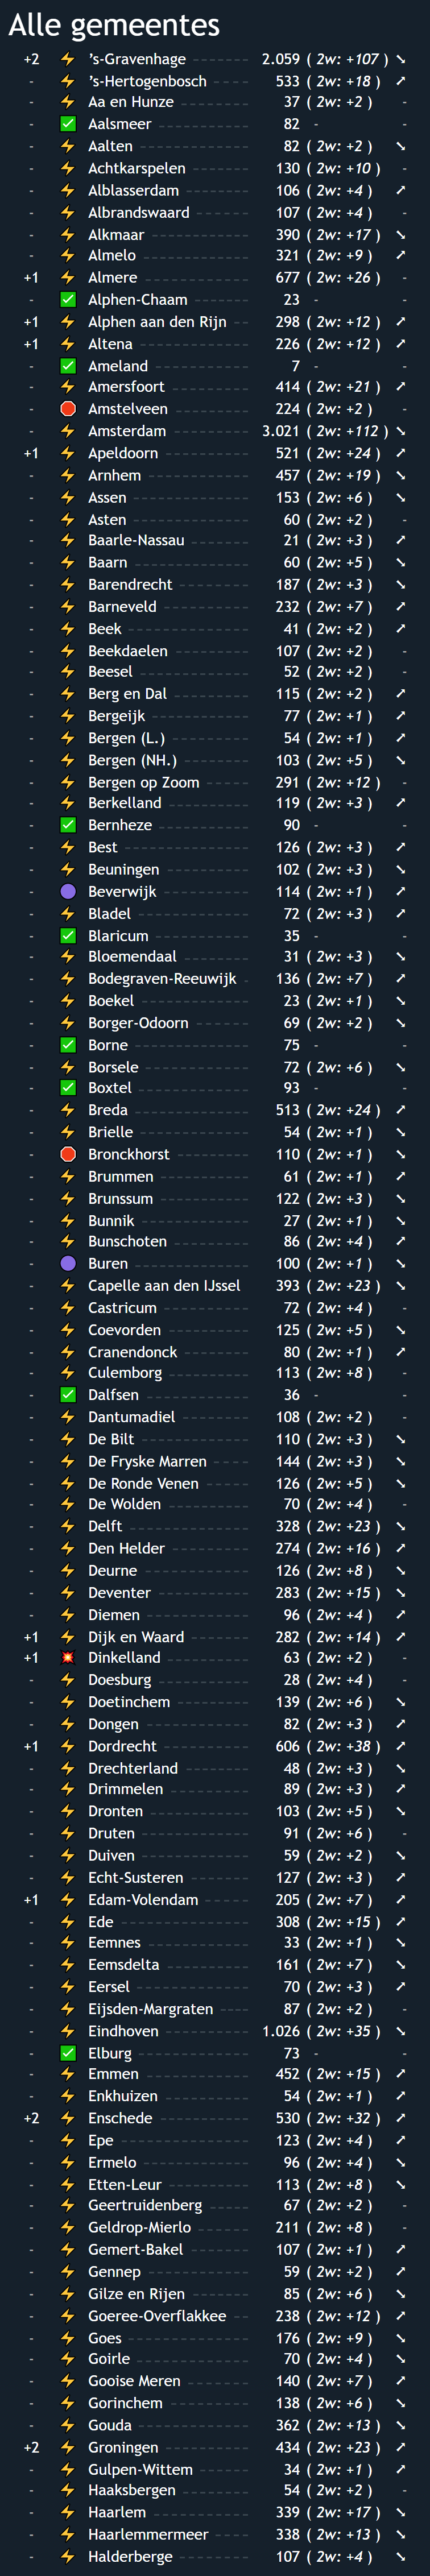 Alle gemeentes
+2 ⚡ ’s-Gravenhage 2.059 ( 2w: +107 ) ➘
- ⚡ ’s-Hertogenbosch 533 ( 2w: +18 ) ➚
- ⚡ Aa en Hunze 37 ( 2w: +2 ) -
- ✅ Aalsmeer 82 - -
- ⚡ Aalten 82 ( 2w: +2 ) ➘
- ⚡ Achtkarspelen 130 ( 2w: +10 ) -
- ⚡ Alblasserdam 106 ( 2w: +4 ) ➚
- ⚡ Albrandswaard 107 ( 2w: +4 ) -
- ⚡ Alkmaar 390 ( 2w: +17 ) ➘
- ⚡ Almelo 321 ( 2w: +9 ) ➚
+1 ⚡ Almere 677 ( 2w: +26 ) -
- ✅ Alphen-Chaam 23 - -
+1 ⚡ Alphen aan den Rijn 298 ( 2w: +12 ) ➚
+1 ⚡ Altena 226 ( 2w: +12 ) ➚
- ✅ Ameland 7 - -
- ⚡ Amersfoort 414 ( 2w: +21 ) ➚
- 🛑 Amstelveen 224 ( 2w: +2 ) -
- ⚡ Amsterdam 3.021 ( 2w: +112 ) ➘
+1 ⚡ Apeldoorn 521 ( 2w: +24 ) ➚
- ⚡ Arnhem 457 ( 2w: +19 ) ➘
- ⚡ Assen 153 ( 2w: +6 ) ➘
- ⚡ Asten 60 ( 2w: +2 ) -
- ⚡ Baarle-Nassau 21 ( 2w: +3 ) ➚
- ⚡ Baarn 60 ( 2w: +5 ) ➘
- ⚡ Barendrecht 187 ( 2w: +3 ) ➘
- ⚡ Barneveld 232 ( 2w: +7 ) ➚
- ⚡ Beek 41 ( 2w: +2 ) ➚
- ⚡ Beekdaelen 107 ( 2w: +2 ) -
- ⚡ Beesel 52 ( 2w: +2 ) -
- ⚡ Berg en Dal 115 ( 2w: +2 ) ➚
- ⚡ Bergeijk 77 ( 2w: +1 ) ➚
- ⚡ Bergen (L.) 54 ( 2w: +1 ) ➚
- ⚡ Bergen (NH.) 103 ( 2w: +5 ) ➘
- ⚡ Bergen op Zoom 291 ( 2w: +12 ) -
- ⚡ Berkelland 119 ( 2w: +3 ) ➚
- ✅ Bernheze 90 - -
- ⚡ Best 126 ( 2w: +3 ) ➚
- ⚡ Beuningen 102 ( 2w: +3 ) ➘
- 🟣 Beverwijk 114 ( 2w: +1 ) ➚
- ⚡ Bladel 72 ( 2w: +3 ) ➚
- ✅ Blaricum 35 - -
- ⚡ Bloemendaal 31 ( 2w: +3 ) ➘
- ⚡ Bodegraven-Reeuwijk 136 ( 2w: +7 ) ➚
- ⚡ Boekel 23 ( 2w: +1 ) ➘
- ⚡ Borger-Odoorn 69 ( 2w: +2 ) ➘
- ✅ Borne 75 - -
- ⚡ Borsele 72 ( 2w: +6 ) ➘
- ✅ Boxtel 93 - -
- ⚡ Breda 513 ( 2w: +24 ) ➚
- ⚡ Brielle 54 ( 2w: +1 ) ➘
- 🛑 Bronckhorst 110 ( 2w: +1 ) ➘
- ⚡ Brummen 61 ( 2w: +1 ) ➚
- ⚡ Brunssum 122 ( 2w: +3 ) ➘
- ⚡ Bunnik 27 ( 2w: +1 ) ➘
- ⚡ Bunschoten 86 ( 2w: +4 ) ➚
- 🟣 Buren 100 ( 2w: +1 ) ➘
- ⚡ Capelle aan den IJssel 393 ( 2w: +23 ) ➘
- ⚡ Castricum 72 ( 2w: +4 ) -
- ⚡ Coevorden 125 ( 2w: +5 ) ➘
- ⚡ Cranendonck 80 ( 2w: +1 ) ➚
- ⚡ Culemborg 113 ( 2w: +8 ) -
- ✅ Dalfsen 36 - -
- ⚡ Dantumadiel 108 ( 2w: +2 ) -
- ⚡ De Bilt 110 ( 2w: +3 ) ➘
- ⚡ De Fryske Marren 144 ( 2w: +3 ) ➘
- ⚡ De Ronde Venen 126 ( 2w: +5 ) ➘
- ⚡ De Wolden 70 ( 2w: +4 ) -
- ⚡ Delft 328 ( 2w: +23 ) ➘
- ⚡ Den Helder 274 ( 2w: +16 ) ➚
- ⚡ Deurne 126 ( 2w: +8 ) ➘
- ⚡ Deventer 283 ( 2w: +15 ) ➘
- ⚡ Diemen 96 ( 2w: +4 ) ➚
+1 ⚡ Dijk en Waard 282 ( 2w: +14 ) ➚
+1 💥 Dinkelland 63 ( 2w: +2 ) -
- ⚡ Doesburg 28 ( 2w: +4 ) -
- ⚡ Doetinchem 139 ( 2w: +6 ) ➘
- ⚡ Dongen 82 ( 2w: +3 ) ➚
+1 ⚡ Dordrecht 606 ( 2w: +38 ) ➚
- ⚡ Drechterland 48 ( 2w: +3 ) ➘
- ⚡ Drimmelen 89 ( 2w: +3 ) ➚
- ⚡ Dronten 103 ( 2w: +5 ) ➘
- ⚡ Druten 91 ( 2w: +6 ) -
- ⚡ Duiven 59 ( 2w: +2 ) ➘
- ⚡ Echt-Susteren 127 ( 2w: +3 ) ➚
+1 ⚡ Edam-Volendam 205 ( 2w: +7 ) ➚
- ⚡ Ede 308 ( 2w: +15 ) ➚
- ⚡ Eemnes 33 ( 2w: +1 ) ➘
- ⚡ Eemsdelta 161 ( 2w: +7 ) ➘
- ⚡ Eersel 70 ( 2w: +3 ) ➚
- ⚡ Eijsden-Margraten 87 ( 2w: +2 ) -
- ⚡ Eindhoven 1.026 ( 2w: +35 ) ➘
- ✅ Elburg 73 - -
- ⚡ Emmen 452 ( 2w: +15 ) ➚
- ⚡ Enkhuizen 54 ( 2w: +1 ) ➚
+2 ⚡ Enschede 530 ( 2w: +32 ) ➚
- ⚡ Epe 123 ( 2w: +4 ) ➚
- ⚡ Ermelo 96 ( 2w: +4 ) ➘
- ⚡ Etten-Leur 113 ( 2w: +8 ) ➘
- ⚡ Geertruidenberg 67 ( 2w: +2 ) -
- ⚡ Geldrop-Mierlo 211 ( 2w: +8 ) -
- ⚡ Gemert-Bakel 107 ( 2w: +1 ) ➚
- ⚡ Gennep 59 ( 2w: +2 ) ➚
- ⚡ Gilze en Rijen 85 ( 2w: +6 ) ➘
- ⚡ Goeree-Overflakkee 238 ( 2w: +12 ) ➚
- ⚡ Goes 176 ( 2w: +9 ) ➘
- ⚡ Goirle 70 ( 2w: +4 ) ➘
- ⚡ Gooise Meren 140 ( 2w: +7 ) ➚
- ⚡ Gorinchem 138 ( 2w: +6 ) ➘
- ⚡ Gouda 362 ( 2w: +13 ) ➘
+2 ⚡ Groningen 434 ( 2w: +23 ) ➚
- ⚡ Gulpen-Wittem 34 ( 2w: +1 ) ➚
- ⚡ Haaksbergen 54 ( 2w: +2 ) -
- ⚡ Haarlem 339 ( 2w: +17 ) ➘
- ⚡ Haarlemmermeer 338 ( 2w: +13 ) ➘
- ⚡ Halderberge 107 ( 2w: +4 ) ➘